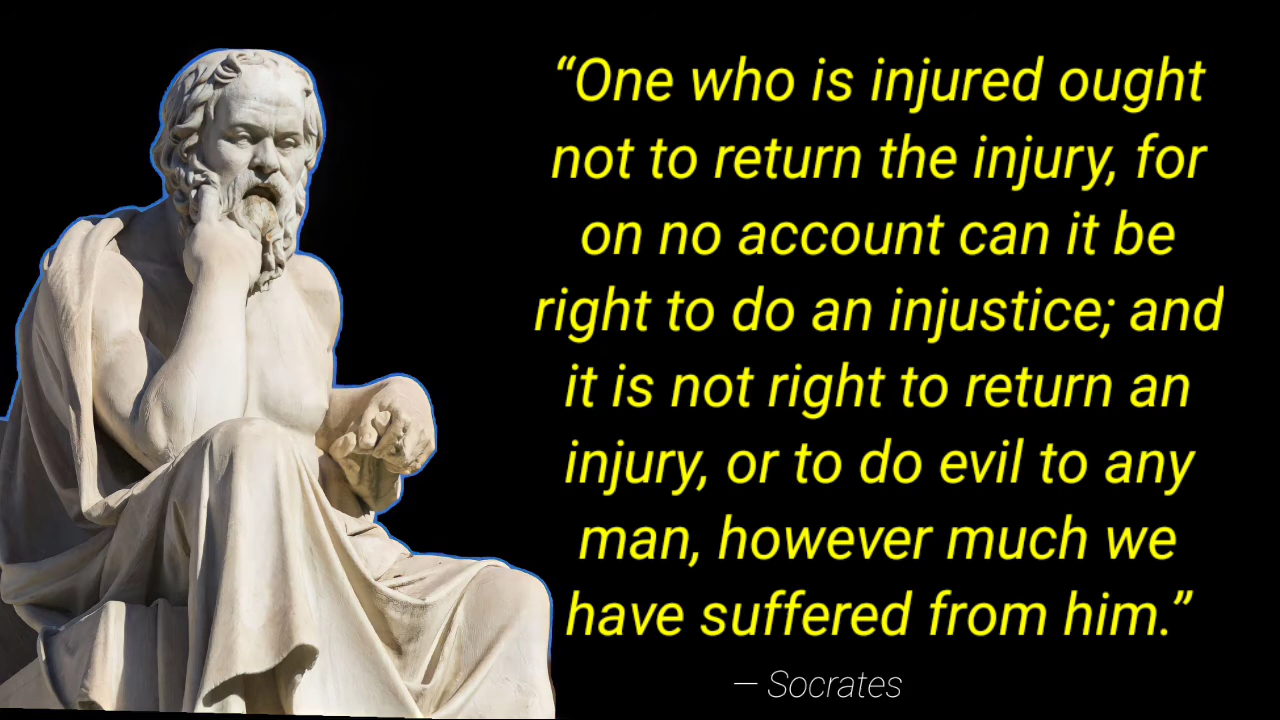 “One who is injured ought
not to return the injury, for
on no account can it be
right to do an injustice; and
it is not right to return an
injury, or to do evil to any
man, however much we
have suffered from him.”
— Socrates